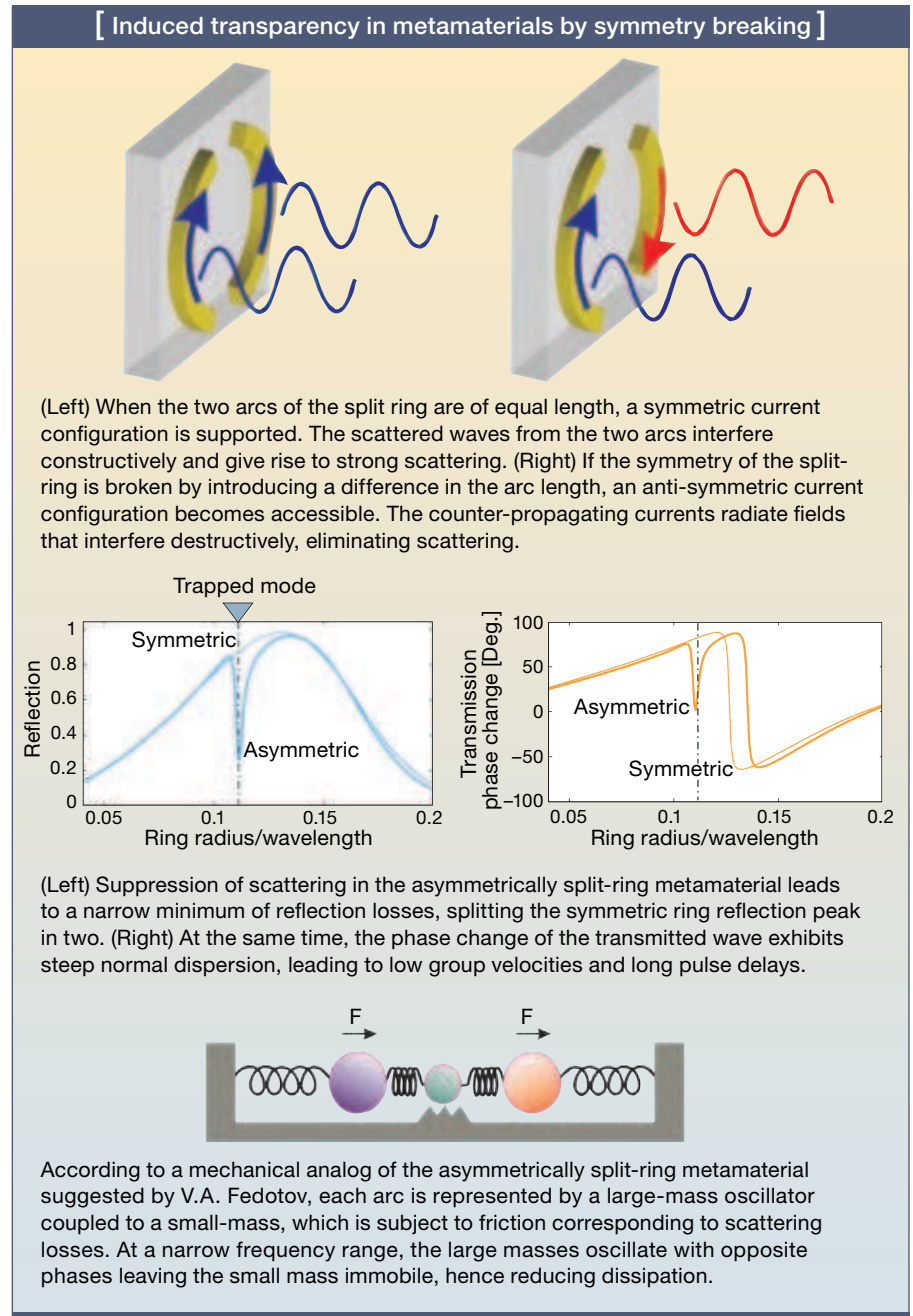 [ Induced transparency in metamaterials by symmetry breaking ]
(Left) When the two arcs of the split ring are of equal length, a symmetric current
configuration is supported. The scattered waves from the two arcs interfere
constructively and give rise to strong scattering. (Right) If the symmetry of the split-
ring is broken by introducing a difference in the arc length, an anti-symmetric current
configuration becomes accessible. The counter-propagating currents radiate fields
that interfere destructively, eliminating scattering.
Trapped mode
Reflection
1
0.8
0.6
0.4
0.2
0
Symmetric
Asymmetric
0.05
0.1
0.15
0.2
Ring radius/wavelength
Transmission
phase change [Deg.]
100
50
0
−50
−100
Asymmetric
Symmetric
0.05
0.1
0.15
0.2
Ring radius/wavelength
(Left) Suppression of scattering in the asymmetrically split-ring metamaterial leads
to a narrow minimum of reflection losses, splitting the symmetric ring reflection peak
in two. (Right) At the same time, the phase change of the transmitted wave exhibits
steep normal dispersion, leading to low group velocities and long pulse delays.
F
F
According to a mechanical analog of the asymmetrically split-ring metamaterial
suggested by V.A. Fedotov, each arc is represented by a large-mass oscillator
coupled to a small-mass, which is subject to friction corresponding to scattering
losses. At a narrow frequency range, the large masses oscillate with opposite
phases leaving the small mass immobile, hence reducing dissipation.